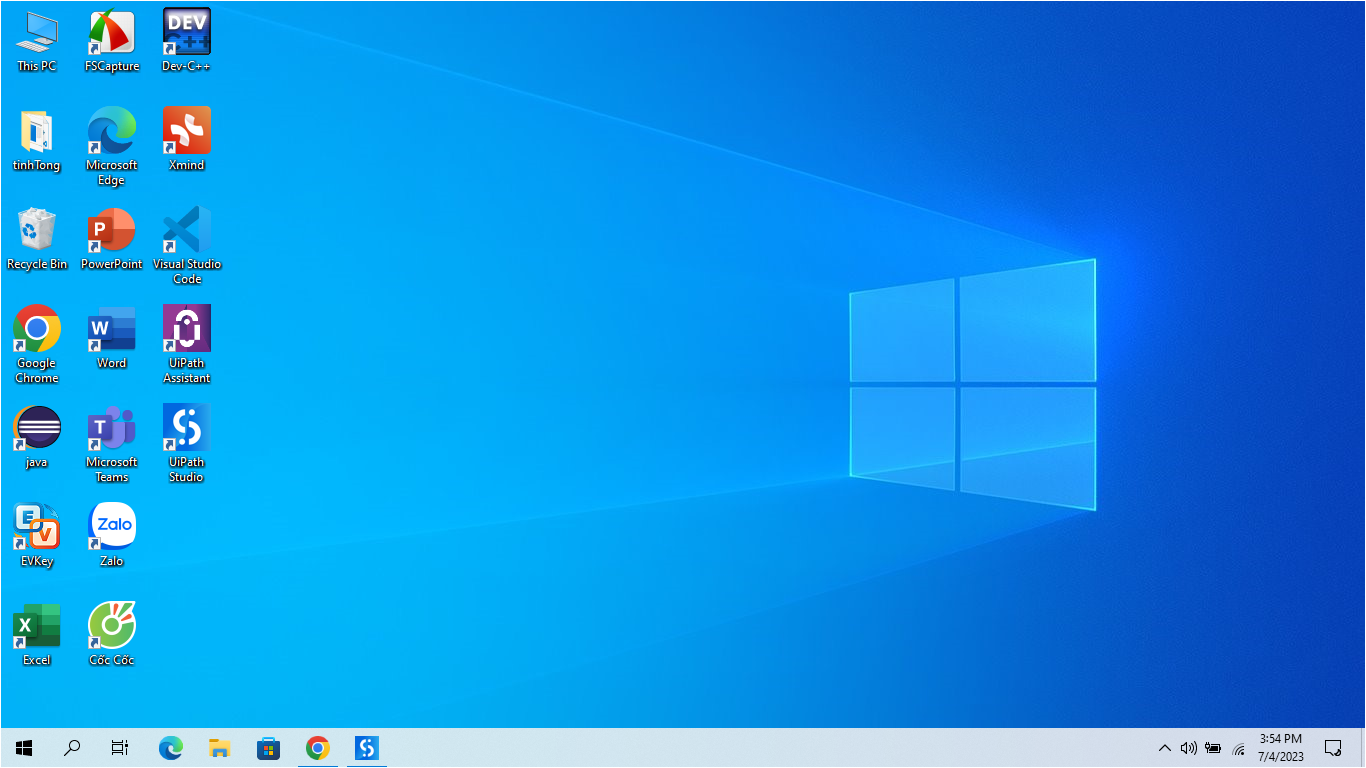 DEV
C++
This PC
FSCapture
Dev-C++
tinhTong
Microsoft
Edge
Xmind
P
Recycle Bin
PowerPoint
Visual Studio
Code
W
Google
Chrome
Word
UiPath
Assistant
T
java
Microsoft
Teams
UiPath
Studio
E
V
Zalo
EVKey
Zalo
X
Excel
Cốc Cốc
3:54 PM
7/4/2023